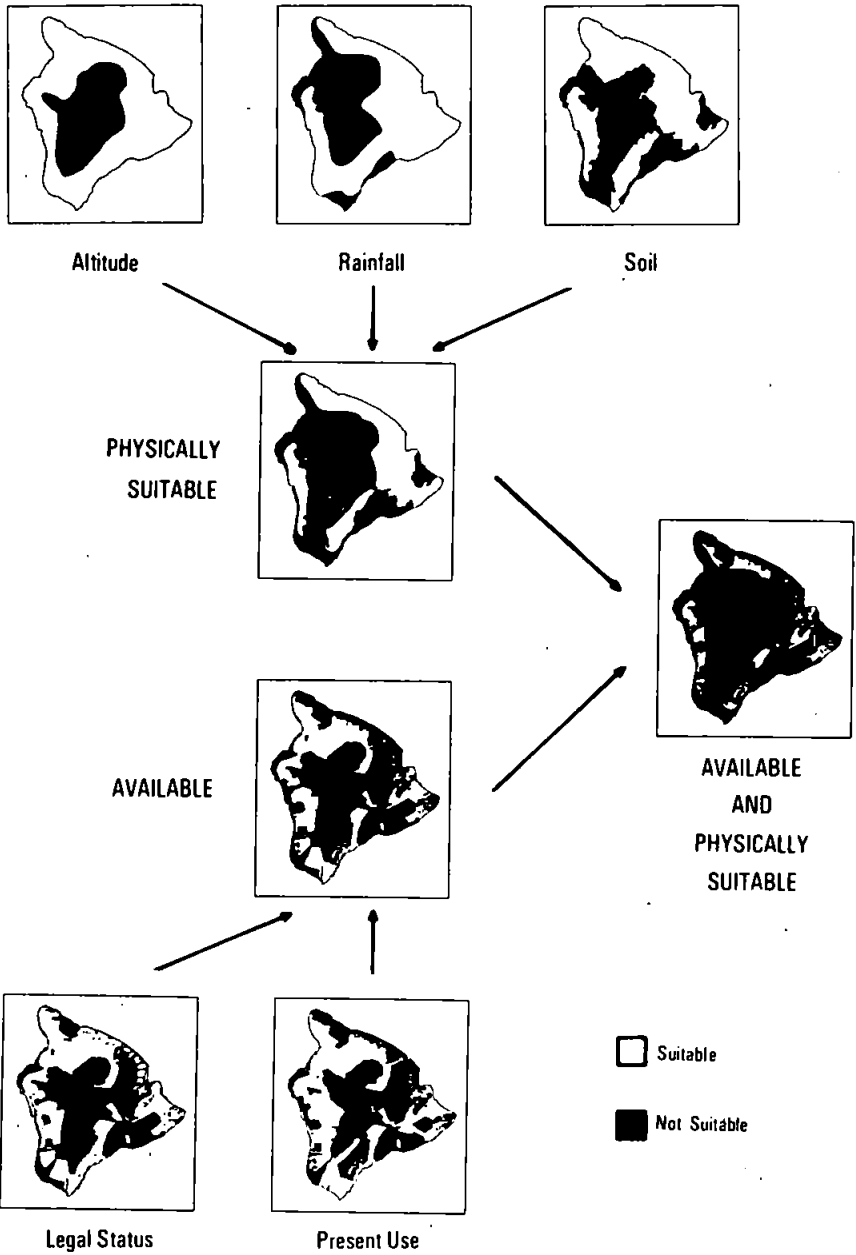 Altitude
Rainfall
Soil
PHYSICALLY
SUITABLE
AVAILABLE
AVAILABLE
AND
PHYSICALLY
SUITABLE
Legal Status
Present Use
Suitable
Not Suitable